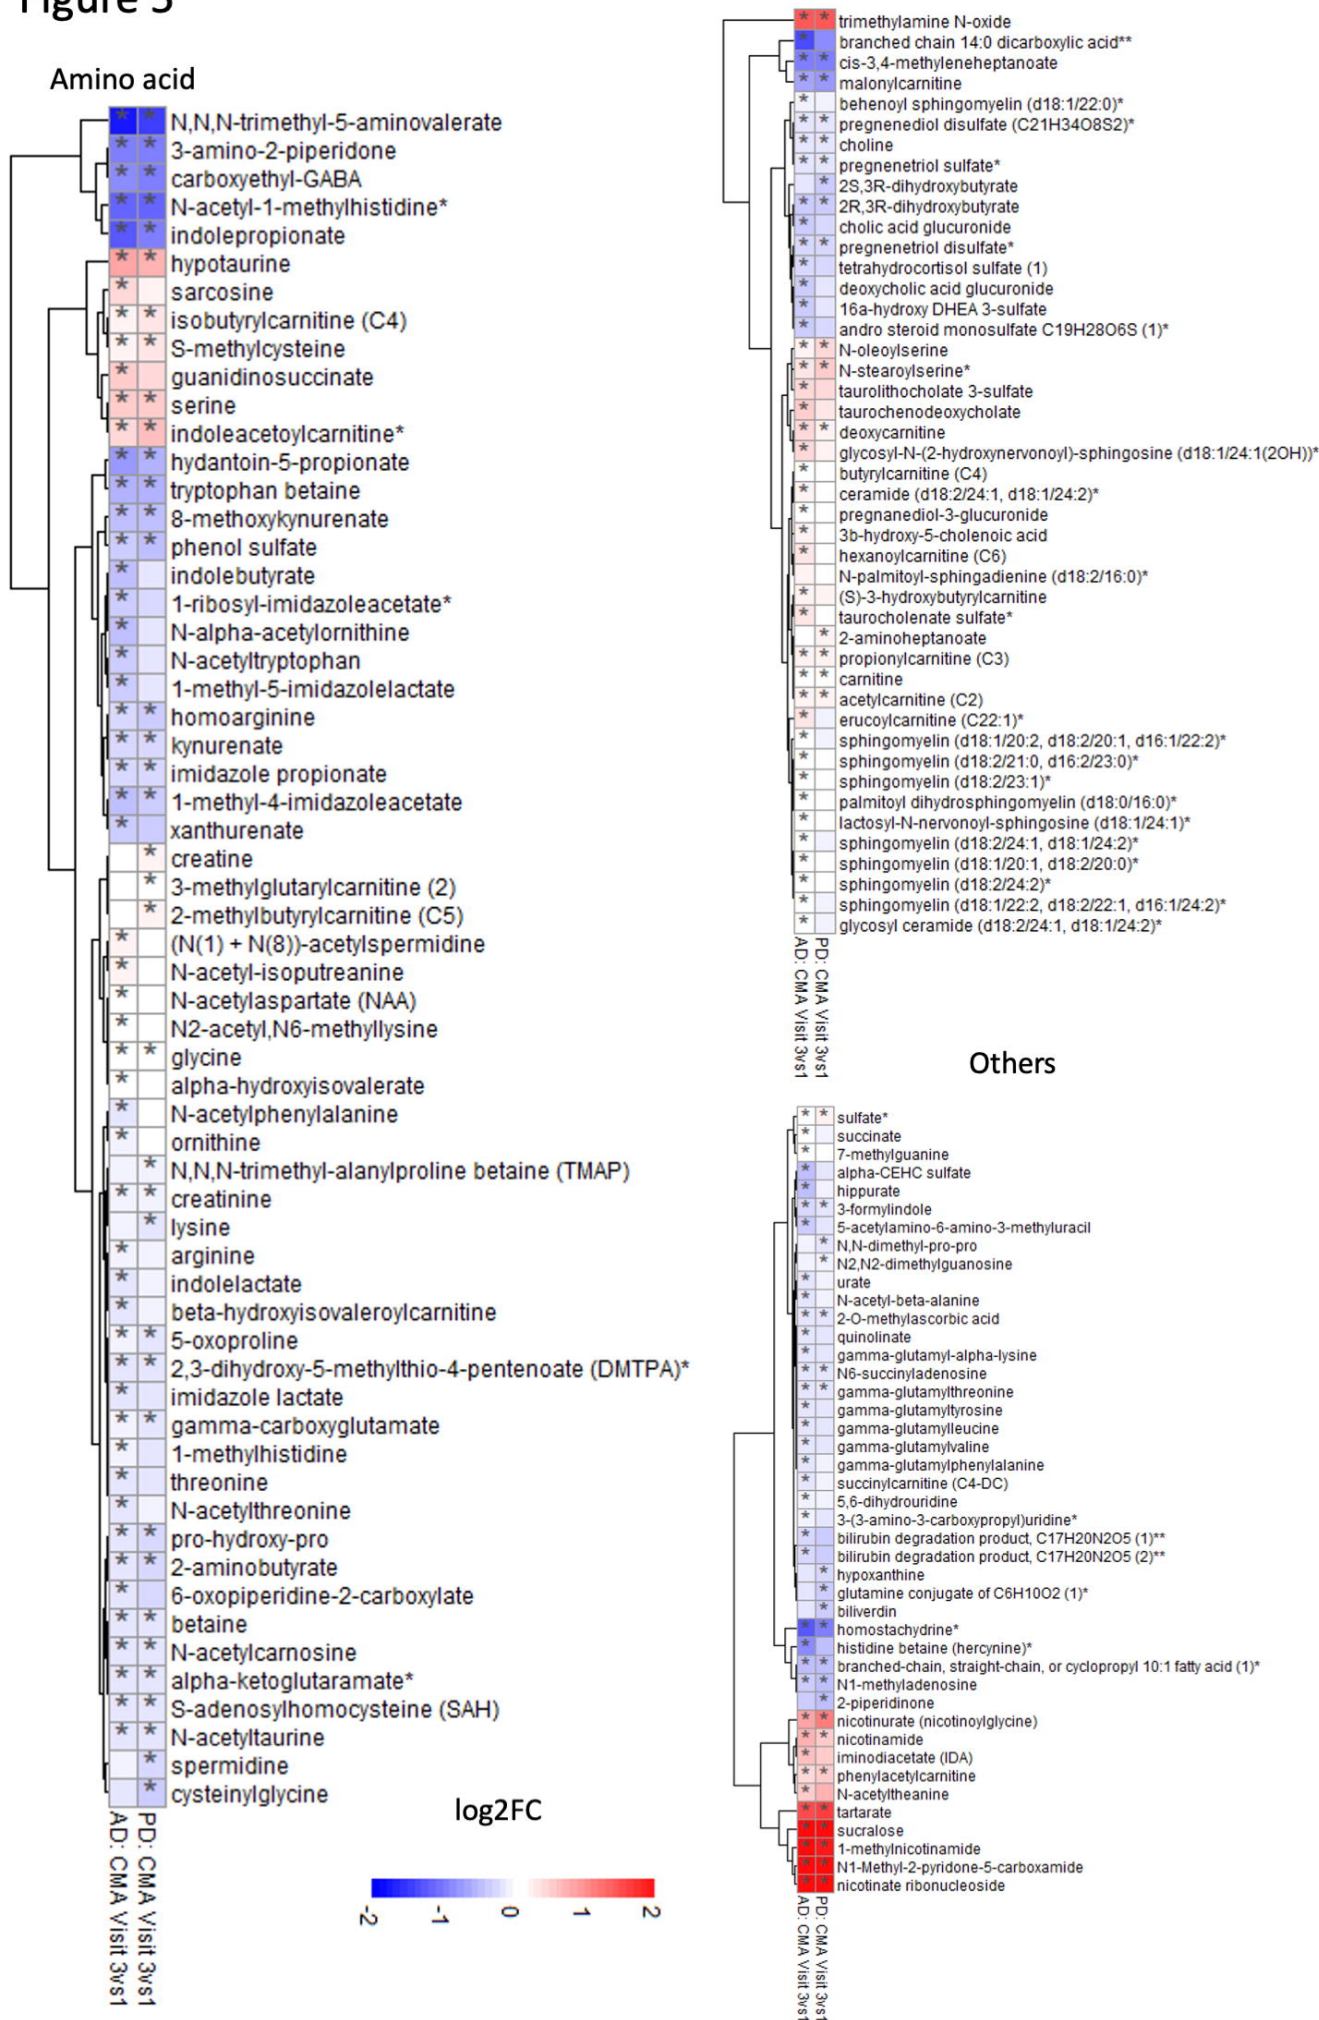 Figure 3
Amino acid
N,N,N-trimethyl-5-aminovalerate
3-amino-2-piperidone
carboxyethyl-GABA
N-acetyl-1-methylhistidine*
indolepropionate
hypotaurine
sarcosine
isobutyrylcarnitine (C4)
S-methylcysteine
guanidinosuccinate
serine
indoleacetoylcarnitine*
hydantoin-5-propionate
tryptophan betaine
8-methoxykynurenate
phenol sulfate
indolebutyrate
1-ribosyl-imidazoleacetate*
N-alpha-acetylornithine
N-acetyltryptophan
1-methyl-5-imidazolelactate
homoarginine
kynurenate
imidazole propionate
1-methyl-4-imidazoleacetate
xanthurenate
creatine
3-methylglutarylcarnitine (2)
2-methylbutyrylcarnitine (C5)
(N(1) + N(8))-acetylspermidine
N-acetyl-isoputreanine
N-acetylaspartate (NAA)
N2-acetyl,N6-methyllysine
glycine
alpha-hydroxyisovalerate
N-acetylphenylalanine
ornithine
N,N,N-trimethyl-alanylproline betaine (TMAP)
creatinine
lysine
arginine
indolelactate
beta-hydroxyisovaleroylcarnitine
5-oxoproline
2,3-dihydroxy-5-methylthio-4-pentenoate (DMTPA)*
imidazole lactate
gamma-carboxyglutamate
1-methylhistidine
threonine
N-acetylthreonine
pro-hydroxy-pro
2-aminobutyrate
6-oxopiperidine-2-carboxylate
betaine
N-acetylcarnosine
alpha-ketoglutaramate*
S-adenosylhomocysteine (SAH)
N-acetyltaurine
spermidine
cysteinylglycine
AD: CMA Visit 3vs1
PD: CMA Visit 3vs1
log2FC
-2
-1
0
1
2
trimethylamine N-oxide
branched chain 14:0 dicarboxylic acid**
cis-3,4-methyleneheptanoate
malonylcarnitine
behenoyl sphingomyelin (d18:1/22:0)*
pregnenediol disulfate (C21H34O8S2)*
choline
pregnenetriol sulfate*
2S,3R-dihydroxybutyrate
2R,3R-dihydroxybutyrate
cholic acid glucuronide
pregnenetriol disulfate*
tetrahydrocortisol sulfate (1)
deoxycholic acid glucuronide
16a-hydroxy DHEA 3-sulfate
andro steroid monosulfate C19H28O6S (1)*
N-oleoylserine
N-stearoylserine*
taurolithocholate 3-sulfate
taurochenodeoxycholate
deoxycarnitine
glycosyl-N-(2-hydroxynervonoyl)-sphingosine (d18:1/24:1(2OH))*
butyrylcarnitine (C4)
ceramide (d18:2/24:1, d18:1/24:2)*
pregnanediol-3-glucuronide
3b-hydroxy-5-cholenoic acid
hexanoylcarnitine (C6)
N-palmitoyl-sphingadienine (d18:2/16:0)*
(S)-3-hydroxybutyrylcarnitine
taurocholenate sulfate*
2-aminoheptanoate
propionylcarnitine (C3)
carnitine
acetylcarnitine (C2)
erucoylcarnitine (C22:1)*
sphingomyelin (d18:1/20:2, d18:2/20:1, d16:1/22:2)*
sphingomyelin (d18:2/21:0, d16:2/23:0)*
sphingomyelin (d18:2/23:1)*
palmitoyl dihydrosphingomyelin (d18:0/16:0)*
lactosyl-N-nervonoyl-sphingosine (d18:1/24:1)*
sphingomyelin (d18:2/24:1, d18:1/24:2)*
sphingomyelin (d18:1/20:1, d18:2/20:0)*
sphingomyelin (d18:2/24:2)*
sphingomyelin (d18:1/22:2, d18:2/22:1, d16:1/24:2)*
glycosyl ceramide (d18:2/24:1, d18:1/24:2)*
AD: CMA Visit 3vs1
PD: CMA Visit 3vs1
Others
sulfate*
succinate
7-methylguanine
alpha-CEHC sulfate
hippurate
3-formylindole
5-acetylamino-6-amino-3-methyluracil
N,N-dimethyl-pro-pro
N2,N2-dimethylguanosine
urate
N-acetyl-beta-alanine
2-O-methylascorbic acid
quinolinate
gamma-glutamyl-alpha-lysine
N6-succinyladenosine
gamma-glutamylthreonine
gamma-glutamyltyrosine
gamma-glutamylleucine
gamma-glutamylvaline
gamma-glutamylphenylalanine
succinylcarnitine (C4-DC)
5,6-dihydrouridine
3-(3-amino-3-carboxypropyl)uridine*
bilirubin degradation product, C17H20N2O5 (1)**
bilirubin degradation product, C17H20N2O5 (2)**
hypoxanthine
glutamine conjugate of C6H10O2 (1)*
biliverdin
homostachydrine*
histidine betaine (hercynine)*
branched-chain, straight-chain, or cyclopropyl 10:1 fatty acid (1)*
N1-methyladenosine
2-piperidinone
nicotinurate (nicotinoylglycine)
nicotinamide
iminodiacetate (IDA)
phenylacetylcarnitine
N-acetyltheanine
tartarate
sucralose
1-methylnicotinamide
N1-Methyl-2-pyridone-5-carboxamide
nicotinate ribonucleoside
AD: CMA Visit 3vs1
PD: CMA Visit 3vs1